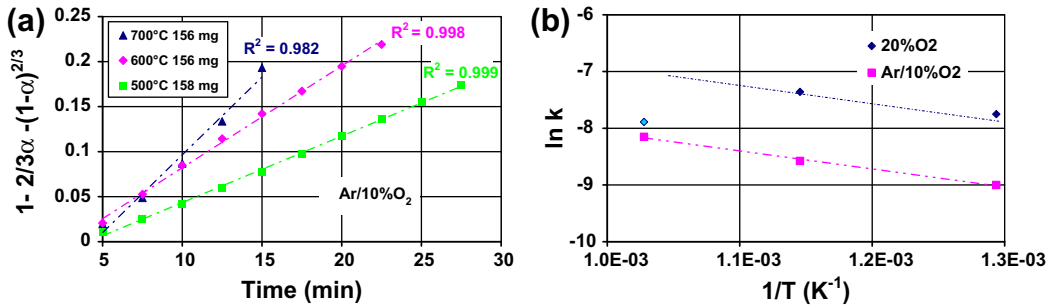 (a)
1- 2/3α -(1-α)^2/3
0.25
0.2
0.15
0.1
0.05
0
700°C 156 mg
600°C 156 mg
500°C 158 mg
R² = 0.982
R² = 0.998
R² = 0.999
Ar/10%O₂
5
10
15
20
25
30
Time (min)
(b)
ln k
-6
-7
-8
-9
-10
20%O2
Ar/10%O2
1.0E-03
1.1E-03
1.2E-03
1.3E-03
1/T (K⁻¹)